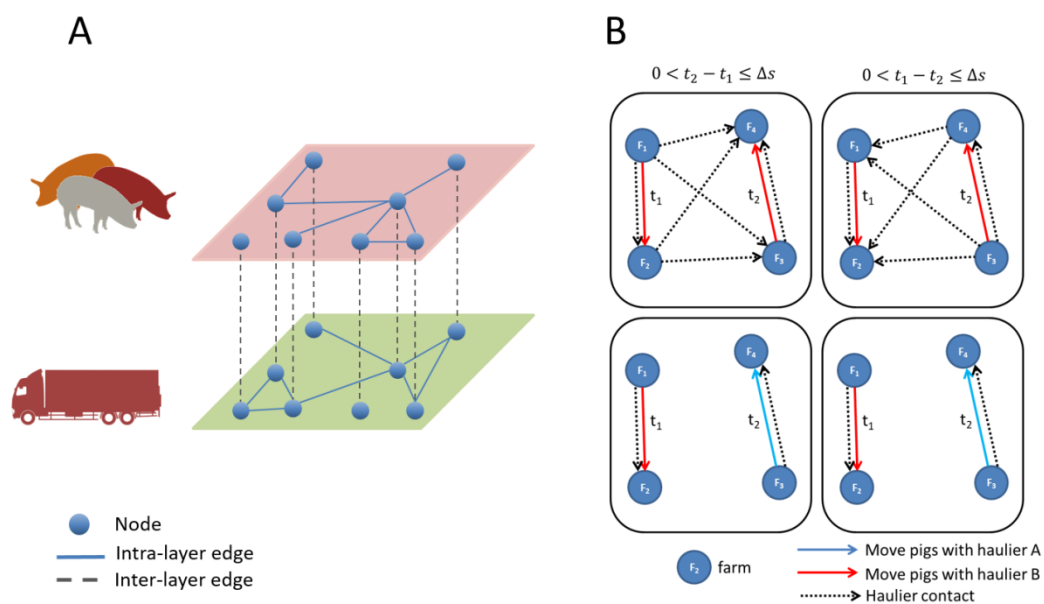 A
Node
Intra-layer edge
Inter-layer edge
B
0 < t₂ − t₁ ≤ Δs
0 < t₁ − t₂ ≤ Δs
F₁
F₄
t₁
t₂
F₂
F₃
F₁
F₄
t₁
t₂
F₂
F₃
F₁
F₄
t₁
t₂
F₂
F₃
F₁
F₄
t₁
t₂
F₂
F₃
F₂ farm
Move pigs with haulier A
Move pigs with haulier B
Haulier contact